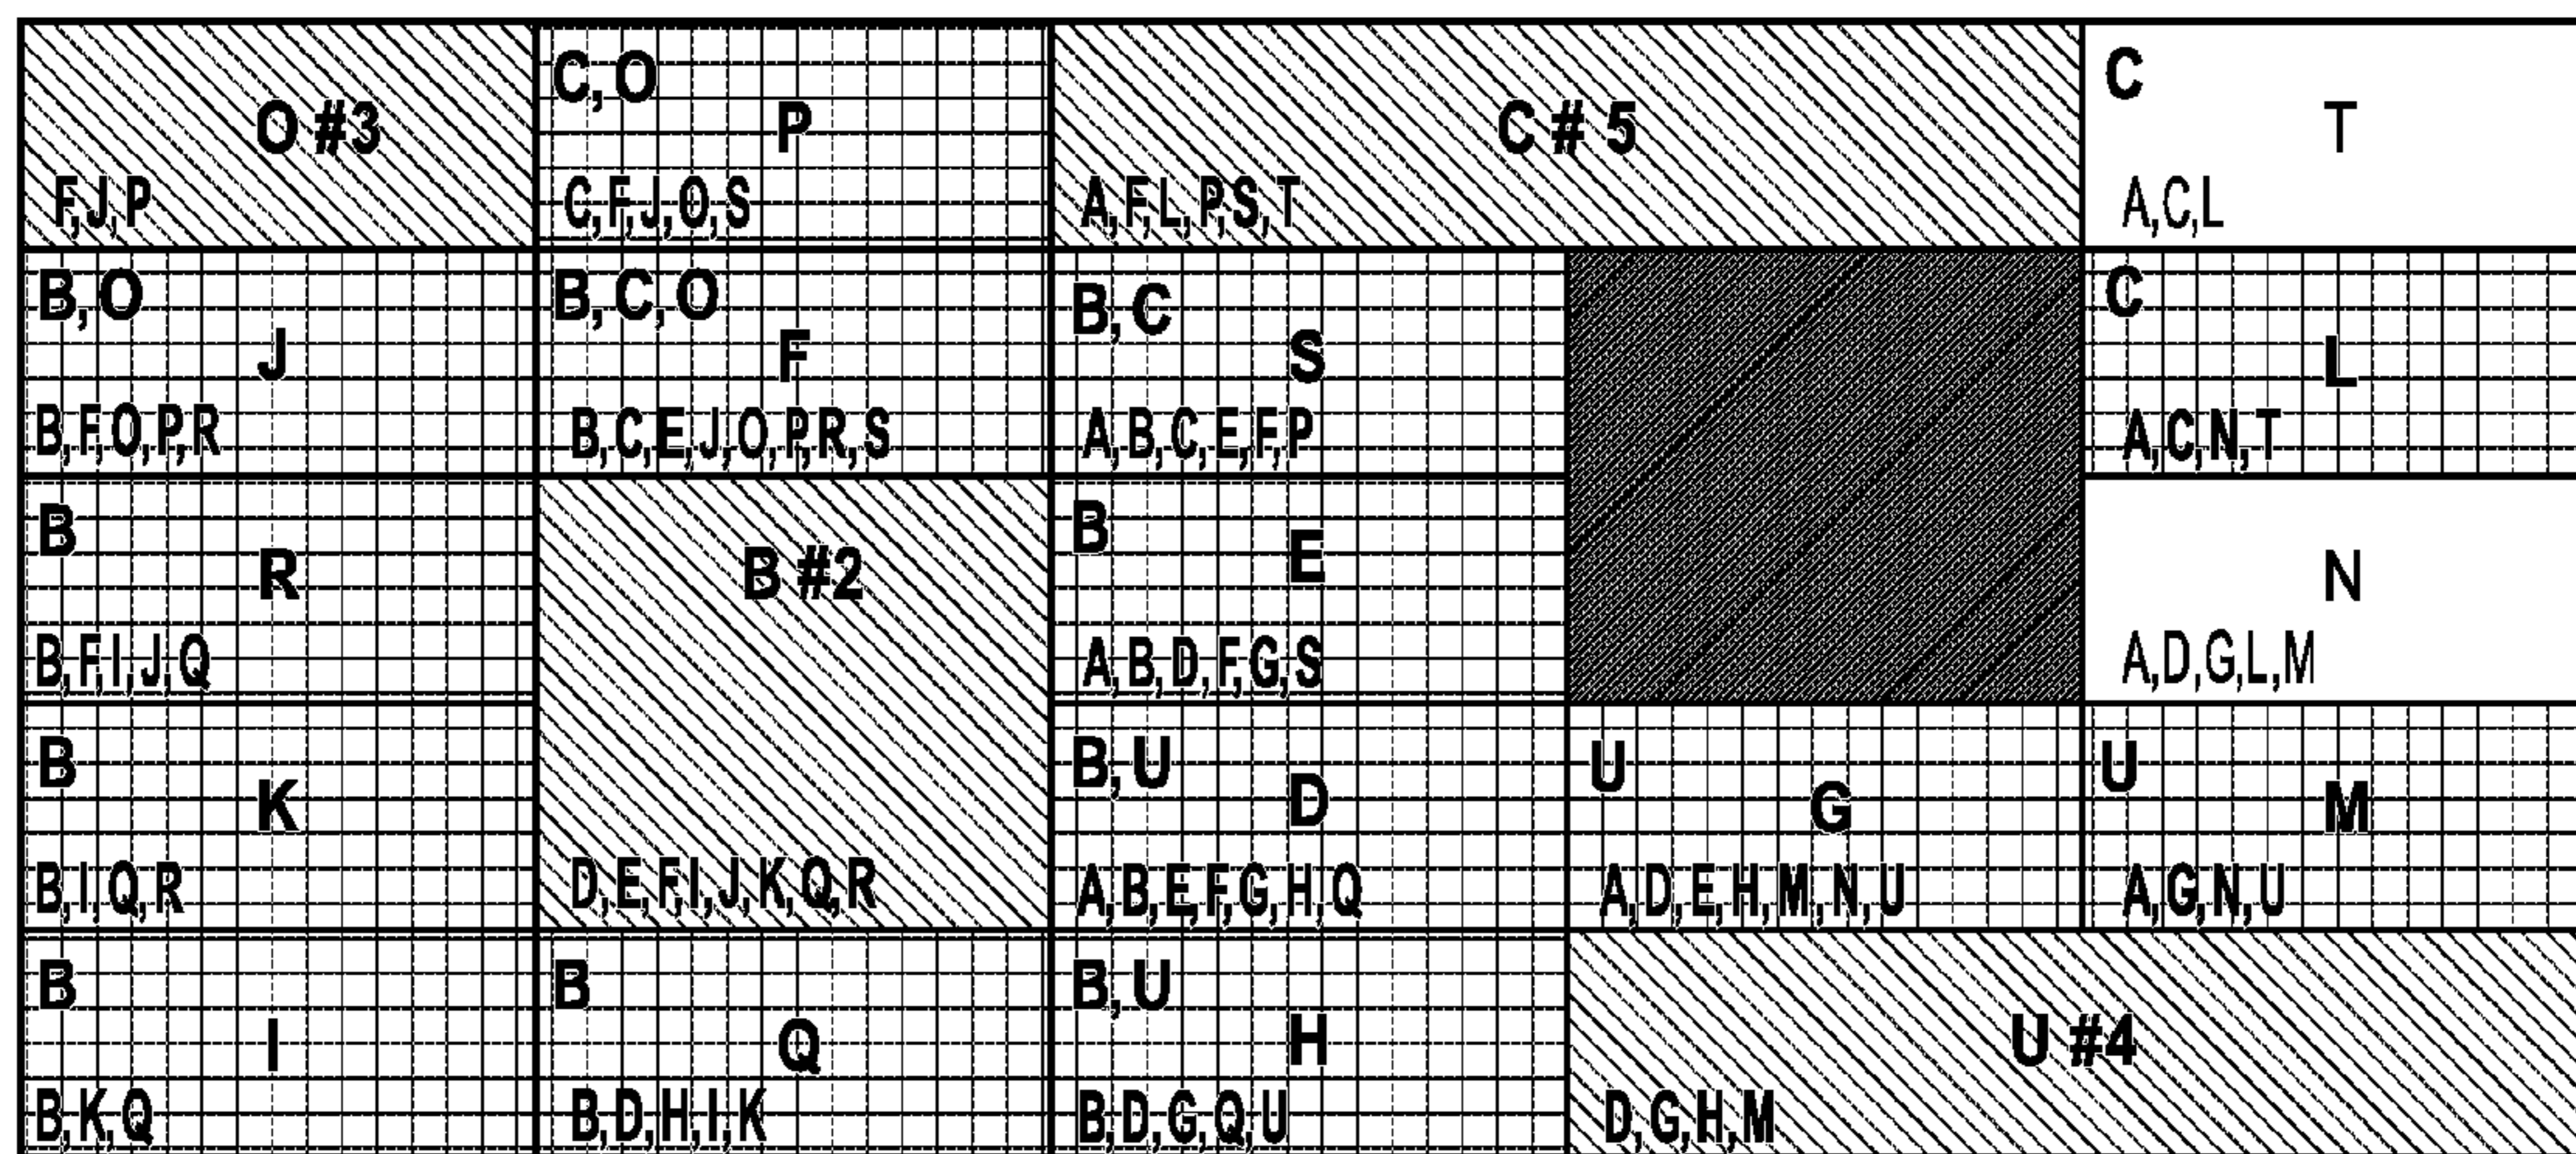 O #3
F,J,P
C,O
P
C,F,J,O,S
C # 5
A,F,L,P,S,T
C
T
A,C,L
B,O
J
B,F,O,P,R
B,C,O
F
B,C,E,J,O,P,R,S
B,C
S
A,B,C,E,F,P
C
L
A,C,N,T
B
R
B,F,I,J,Q
B #2
D,E,F,I,J,K,Q,R
B
E
A,B,D,F,G,S
N
A,D,G,L,M
B
K
B,I,Q,R
B,U
D
A,B,E,F,G,H,Q
U
G
A,D,E,H,M,N,U
U
M
A,G,N,U
B
I
B,K,Q
B
Q
B,D,H,I,K
B,U
H
B,D,G,Q,U
U #4
D,G,H,M